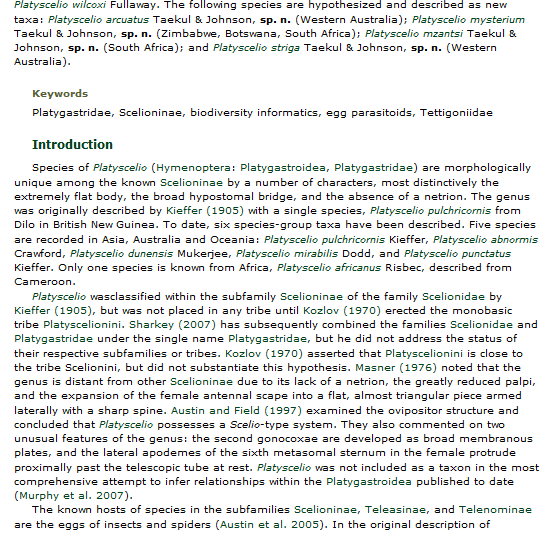 Platyscelio wilcoxi Fullaway. The following species are hypothesized and described as new
taxa: Platyscelio arcuatus Taekul & Johnson, sp. n. (Western Australia); Platyscelio mysterium
Taekul & Johnson, sp. n. (Zimbabwe, Botswana, South Africa); Platyscelio mzantsi Taekul &
Johnson, sp. n. (South Africa); and Platyscelio striga Taekul & Johnson, sp. n. (Western
Australia).
Keywords
Platygastridae, Scelioninae, biodiversity informatics, egg parasitoids, Tettigoniidae
Introduction
Species of Platyscelio (Hymenoptera: Platygastroidea, Platygastridae) are morphologically
unique among the known Scelioninae by a number of characters, most distinctively the
extremely flat body, the broad hypostomal bridge, and the absence of a netrion. The genus
was originally described by Kieffer (1905) with a single species, Platyscelio pulchricornis from
Dilo in British New Guinea. To date, six species-group taxa have been described. Five species
are recorded in Asia, Australia and Oceania: Platyscelio pulchricornis Kieffer, Platyscelio abnormis
Crawford, Platyscelio dunensis Mukerjee, Platyscelio mirabilis Dodd, and Platyscelio punctatus
Kieffer. Only one species is known from Africa, Platyscelio africanus Risbec, described from
Cameroon.
Platyscelio wasclassified within the subfamily Scelioninae of the family Scelionidae by
Kieffer (1905), but was not placed in any tribe until Kozlov (1970) erected the monobasic
tribe Platyscelionini. Sharkey (2007) has subsequently combined the families Scelionidae and
Platygastridae under the single name Platygastridae, but he did not address the status of
their respective subfamilies or tribes. Kozlov (1970) asserted that Platyscelionini is close to
the tribe Scelionini, but did not substantiate this hypothesis. Masner (1976) noted that the
genus is distant from other Scelioninae due to its lack of a netrion, the greatly reduced palpi,
and the expansion of the female antennal scape into a flat, almost triangular piece armed
laterally with a sharp spine. Austin and Field (1997) examined the ovipositor structure and
concluded that Platyscelio possesses a Scelio-type system. They also commented on two
unusual features of the genus: the second gonocoxae are developed as broad membranous
plates, and the lateral apodemes of the sixth metasomal sternum in the female protrude
proximally past the telescopic tube at rest. Platyscelio was not included as a taxon in the most
comprehensive attempt to infer relationships within the Platygastroidea published to date
(Murphy et al. 2007).
The known hosts of species in the subfamilies Scelioninae, Teleasinae, and Telenominae
are the eggs of insects and spiders (Austin et al. 2005). In the original description of